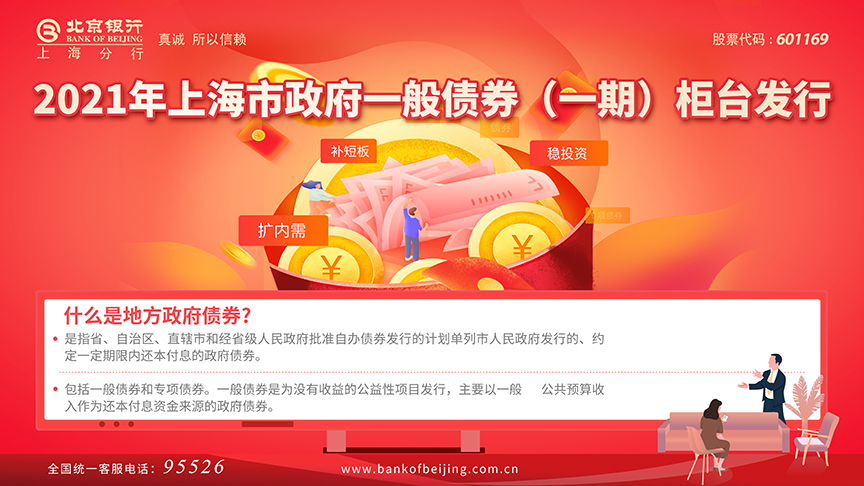 北京银行
BANK OF BEIJING
上海分行
真诚 所以信赖
股票代码：601169
2021年上海市政府一般债券（一期）柜台发行
债券
补短板
稳投资
扩内需
什么是地方政府债券?
是指省、自治区、直辖市和经省级人民政府批准自办债券发行的计划单列市人民政府发行的、约
定一定期限内还本付息的政府债券。
包括一般债券和专项债券。一般债券是为没有收益的公益性项目发行，主要以一般 公共预算收
入作为还本付息资金来源的政府债券。
全国统一客服电话：95526
www.bankofbeijing.com.cn